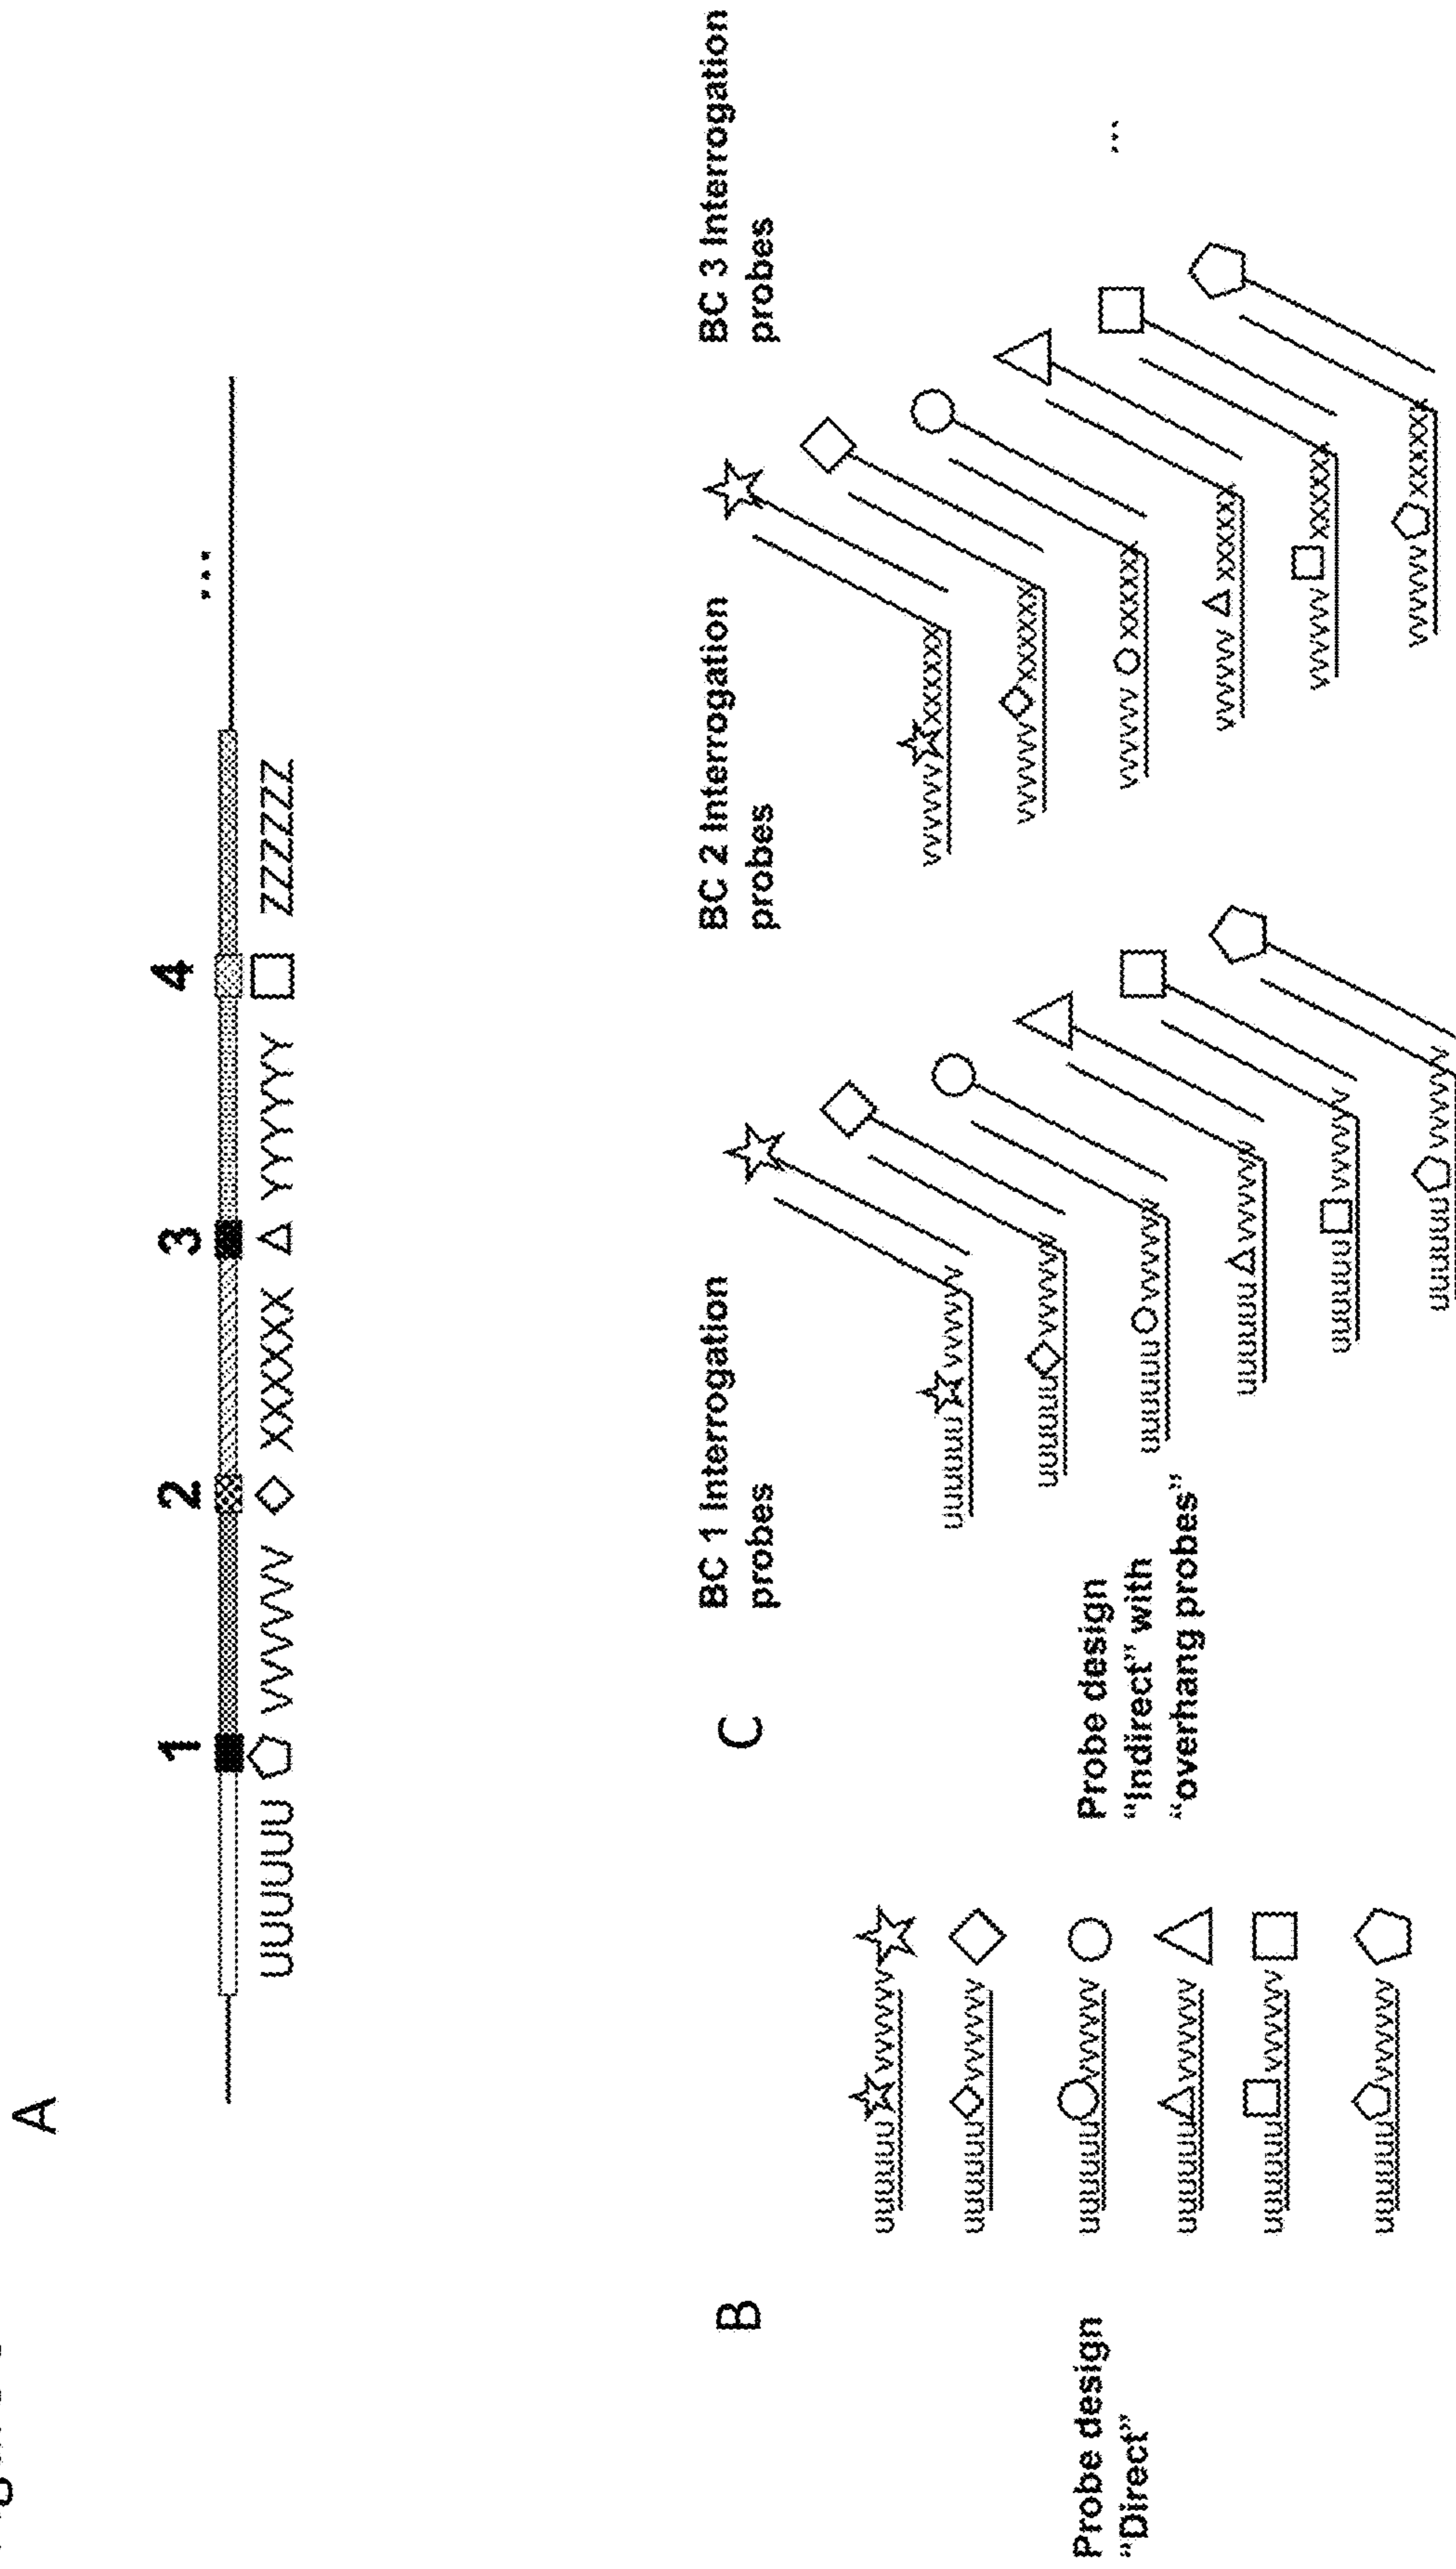 A
1 2 3 4 ...
UUUUUU VVVVVV XXXXXX YYYYYY ZZZZZZ
B
Probe design
"Direct"
uuuuuu vvvvvv
uuuuuu vvvvvv
uuuuuu vvvvvv
uuuuuu vvvvvv
uuuuuu vvvvvv
uuuuuu vvvvvv
C
Probe design
"Indirect" with
"overhang probes"
BC 1 Interrogation
probes
uuuuuu vvvvvv
uuuuuu vvvvvv
uuuuuu vvvvvv
uuuuuu vvvvvv
uuuuuu vvvvvv
uuuuuu vvvvvv
BC 2 Interrogation
probes
vvvvvv xxxxxx
vvvvvv xxxxxx
vvvvvv xxxxxx
vvvvvv xxxxxx
vvvvvv xxxxxx
vvvvvv xxxxxx
BC 3 Interrogation
probes
...